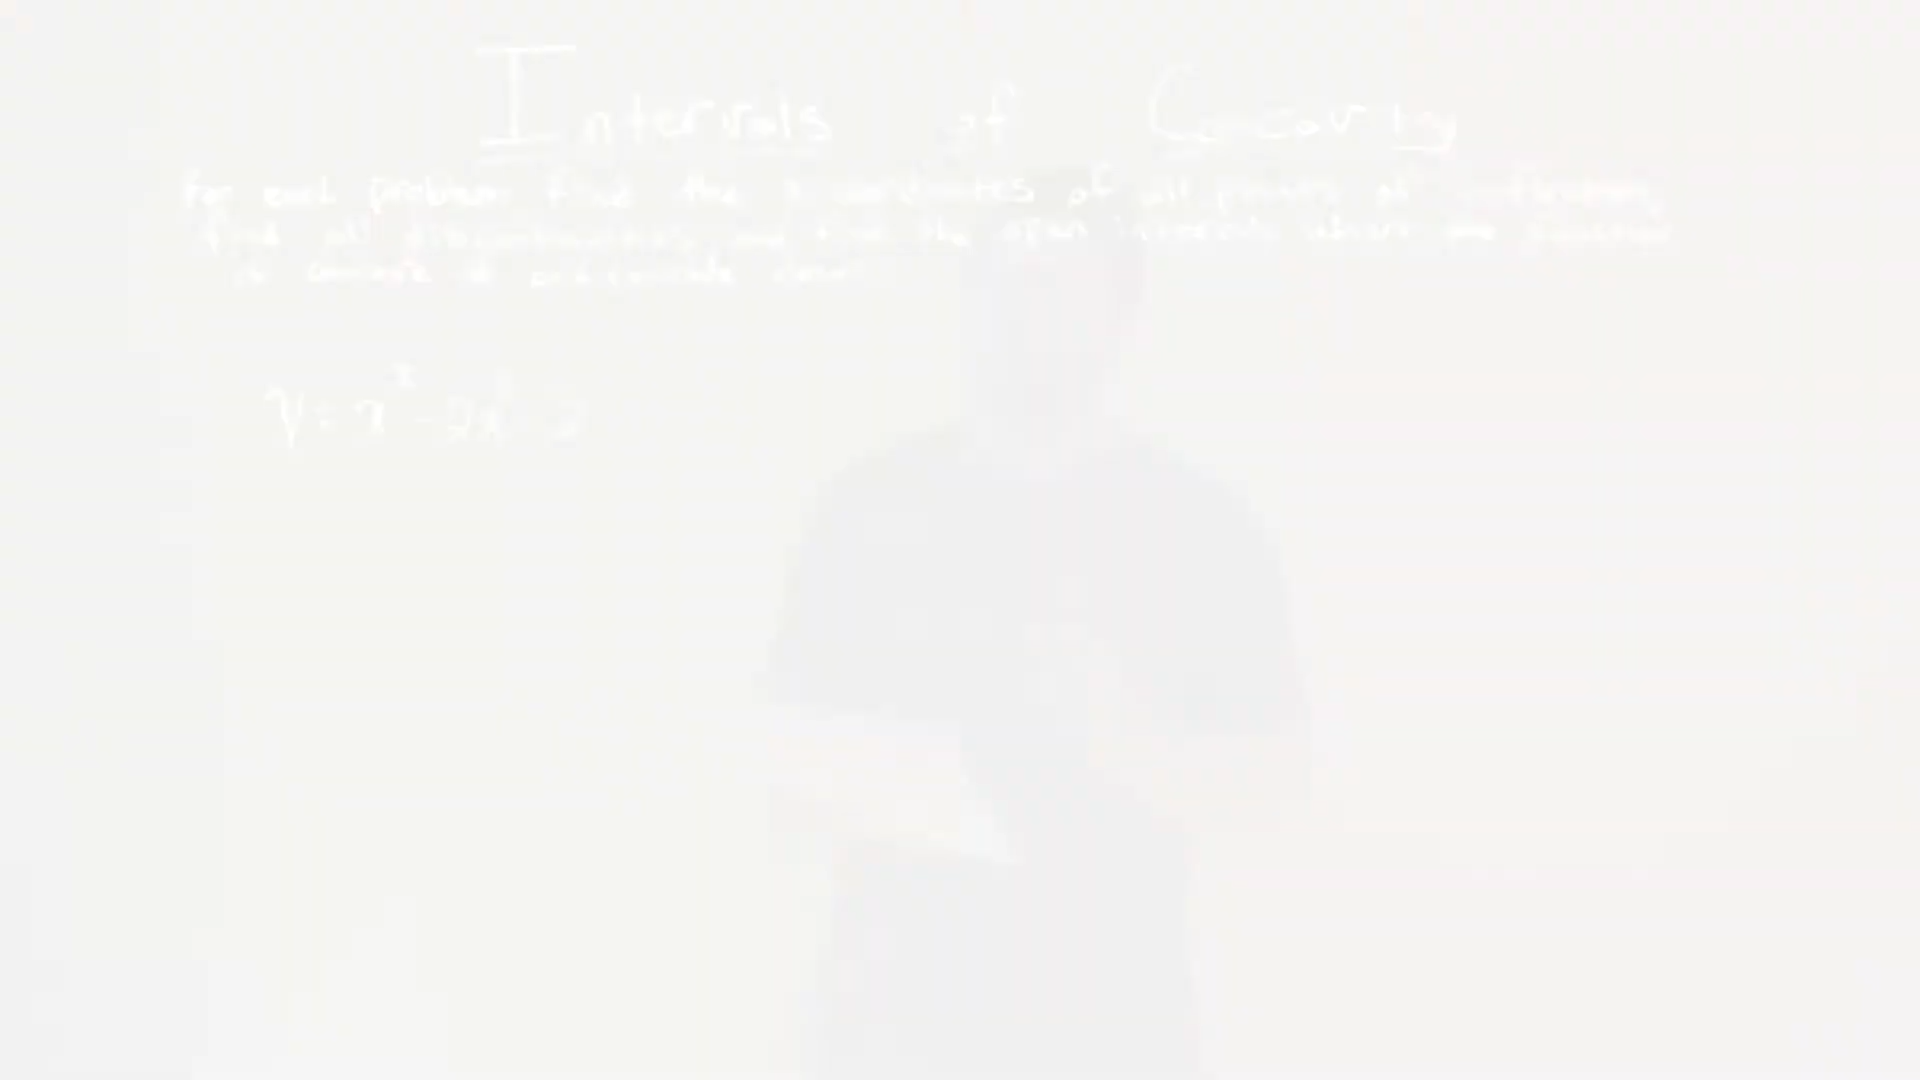 Intervals of Concavity
For each problem find the x coordinates of all points of inflection,
find all discontinuities, and find the open intervals where the function
is concave up and concave down